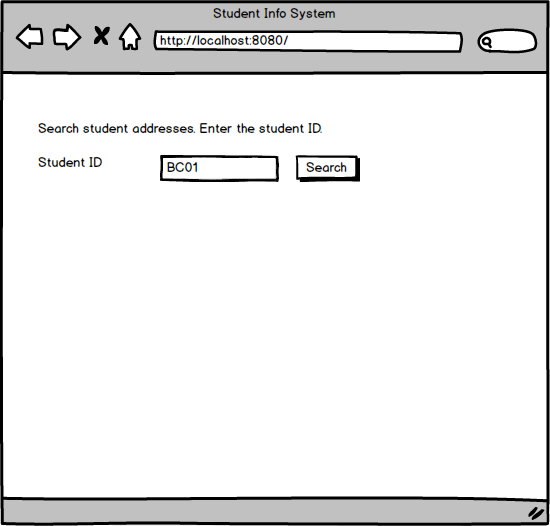 Student Info System
http://localhost:8080/
Search student addresses. Enter the student ID.
Student ID BC01 Search